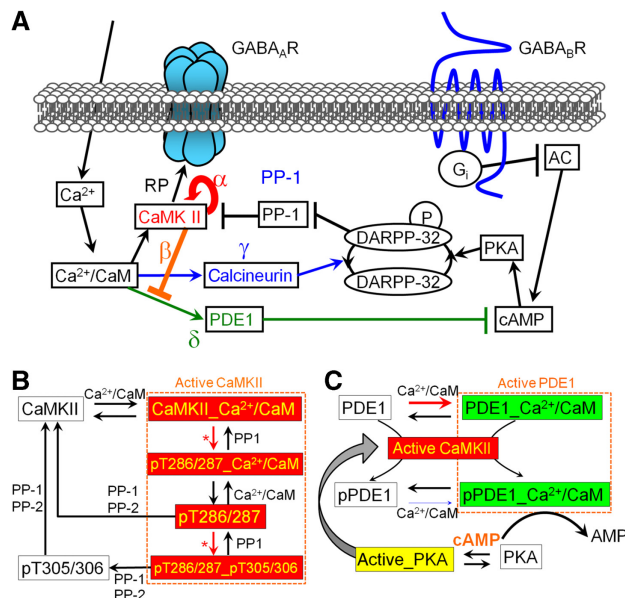 A
GABA_AR
GABA_BR
G_i
AC
Ca²⁺
RP
α
PP-1
CaMK II
PP-1
P
DARPP-32
PKA
β
γ
Ca²⁺/CaM
Calcineurin
DARPP-32
PDE1
cAMP
δ
B
Active CaMKII
Ca²⁺/CaM
CaMKII
CaMKII_Ca²⁺/CaM
*
PP1
pT286/287_Ca²⁺/CaM
Ca²⁺/CaM
PP-1
PP-2
PP-1
PP-2
pT286/287
*
PP1
pT305/306
pT286/287_pT305/306
PP-1
PP-2
C
Ca²⁺/CaM
Active PDE1
PDE1
PDE1_Ca²⁺/CaM
Active CaMKII
pPDE1
pPDE1_Ca²⁺/CaM
Ca²⁺/CaM
cAMP
AMP
Active_PKA
PKA